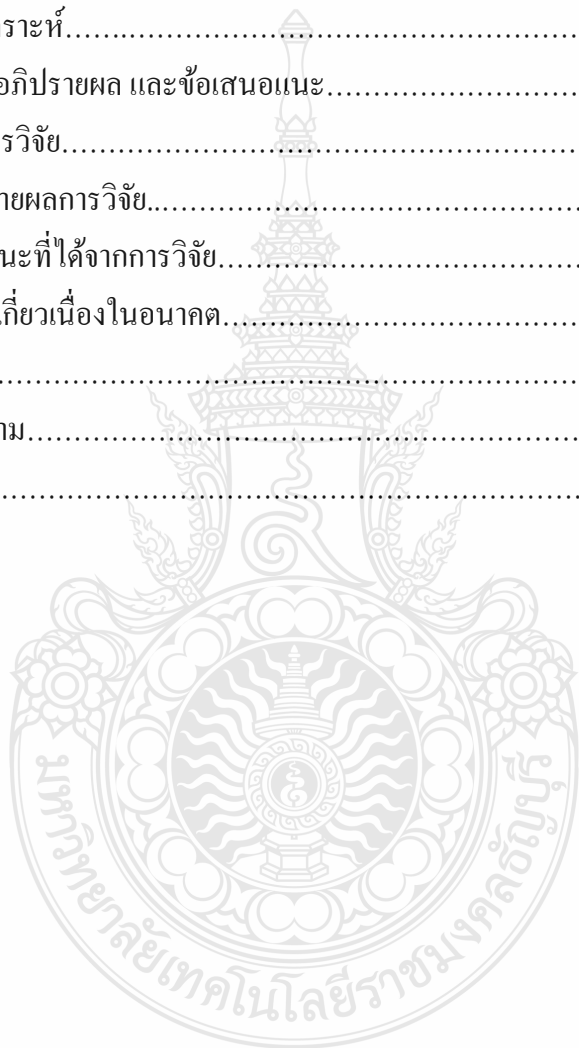 ราะห์……..……………………………………
อภิปรายผล และข้อเสนอแนะ……………………
รวิจัย………………………………………………
ายผลการวิจัย...……………………………………
นะที่ได้จากการวิจัย………………………………
เกี่ยวเนื่องในอนาคต………………………………
……………………………………………………
าม…………………………………………………
……………………………………………………
มหาวิทยาลัยเทคโนโลยีราชมงคลธัญบุรี